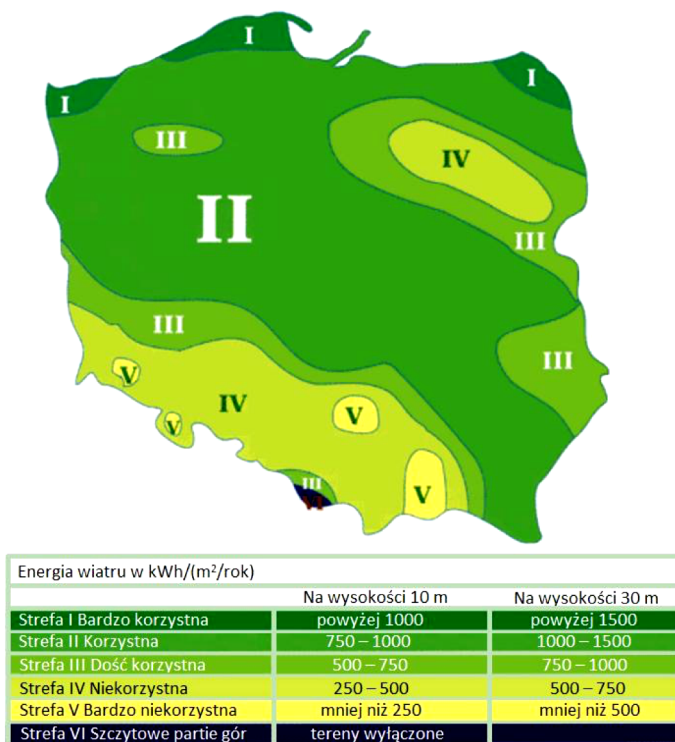 I
I
I
III
IV
II
III
III
III
V
IV
V
V
III
V
VI
Energia wiatru w kWh/(m²/rok)
Na wysokości 10 m Na wysokości 30 m
Strefa I Bardzo korzystna powyżej 1000 powyżej 1500
Strefa II Korzystna 750 – 1000 1000 – 1500
Strefa III Dość korzystna 500 – 750 750 – 1000
Strefa IV Niekorzystna 250 – 500 500 – 750
Strefa V Bardzo niekorzystna mniej niż 250 mniej niż 500
Strefa VI Szczytowe partie gór tereny wyłączone